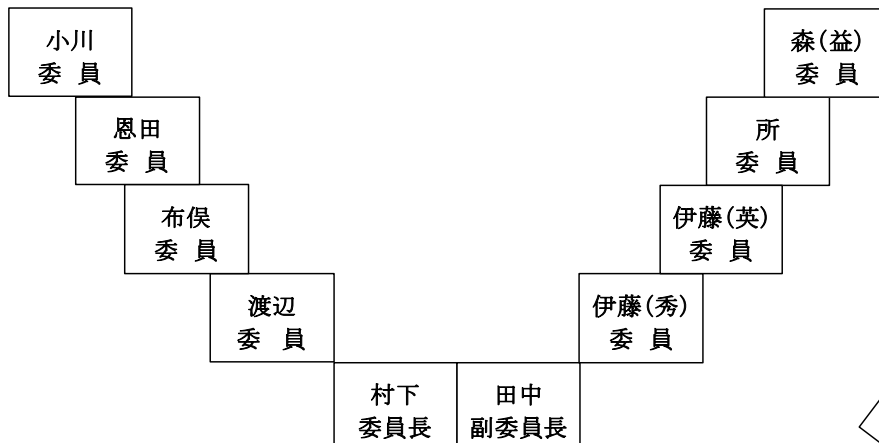 小川
委 員
森(益)
委 員
恩田
委 員
所
委 員
布俣
委 員
伊藤(英)
委 員
渡辺
委 員
伊藤(秀)
委 員
村下
委員長
田中
副委員長